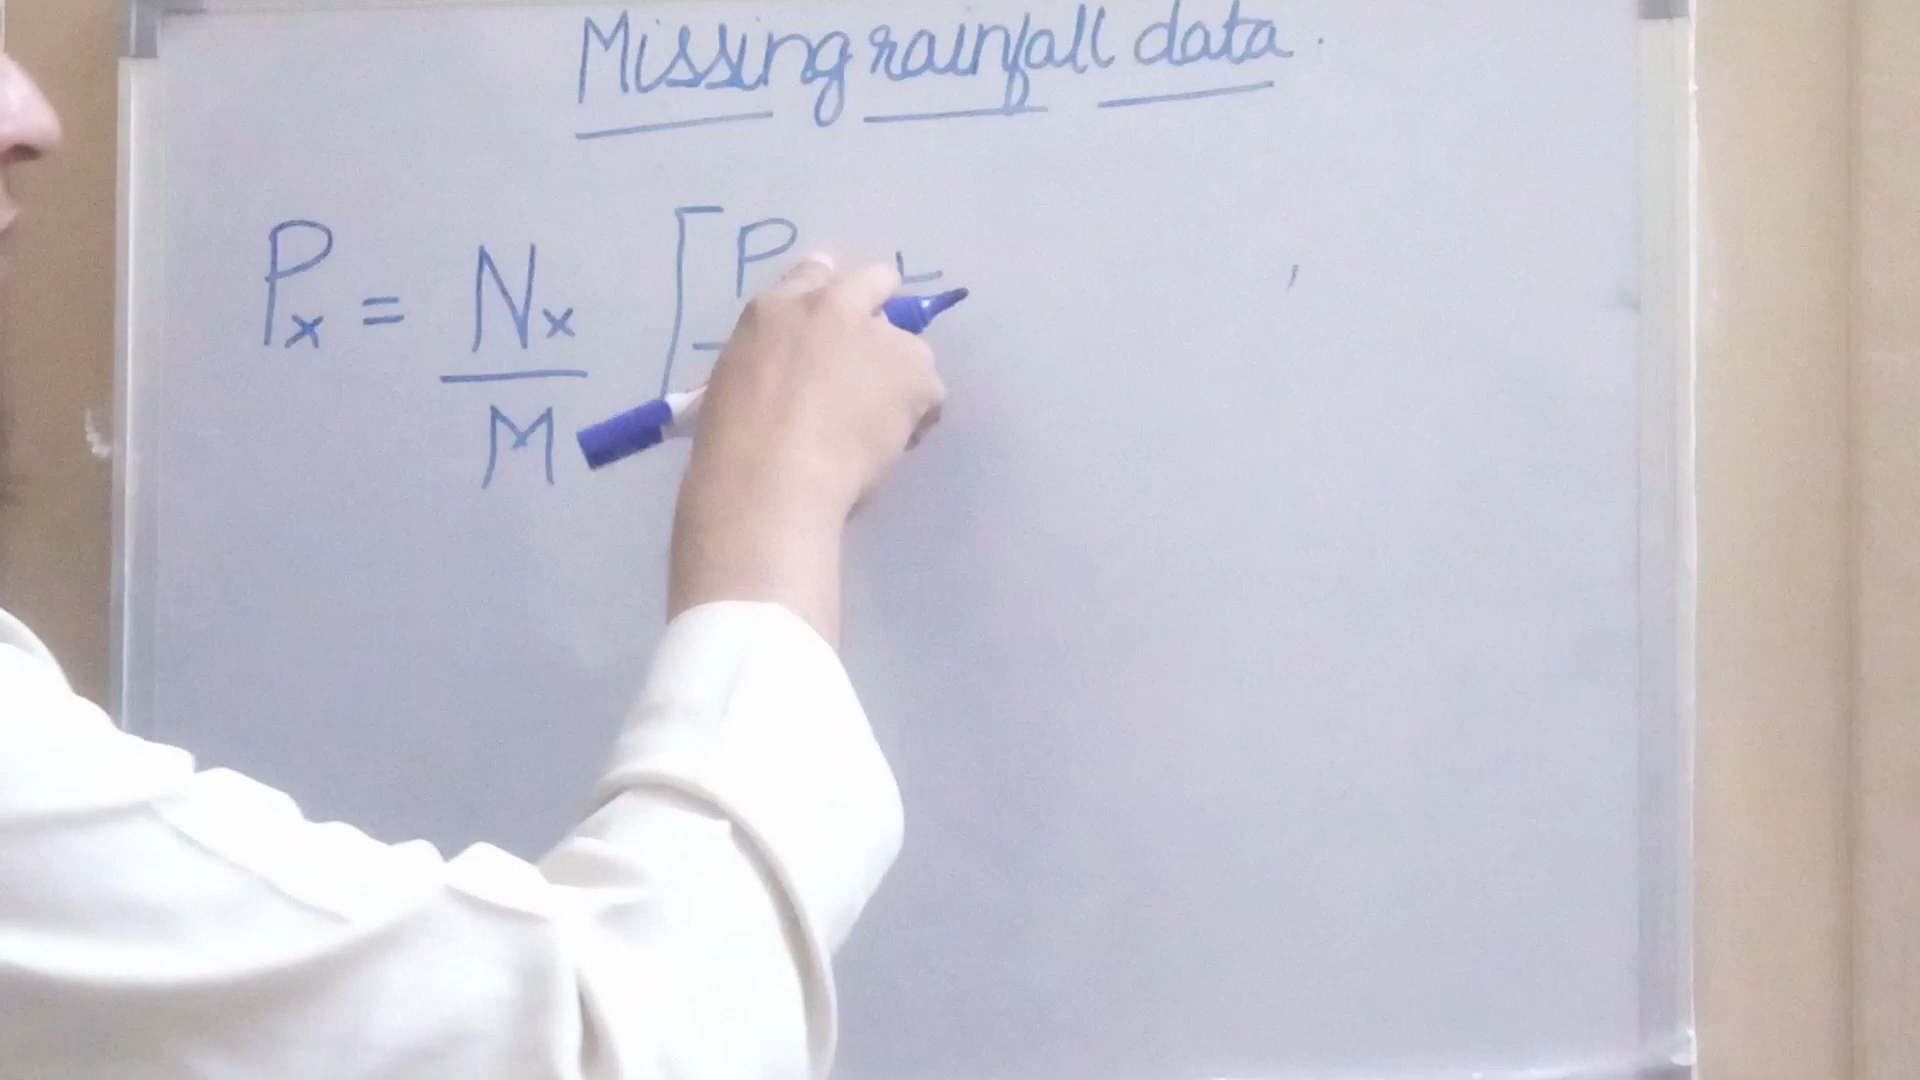 Missing rainfall data.
Px = Nx/M [P